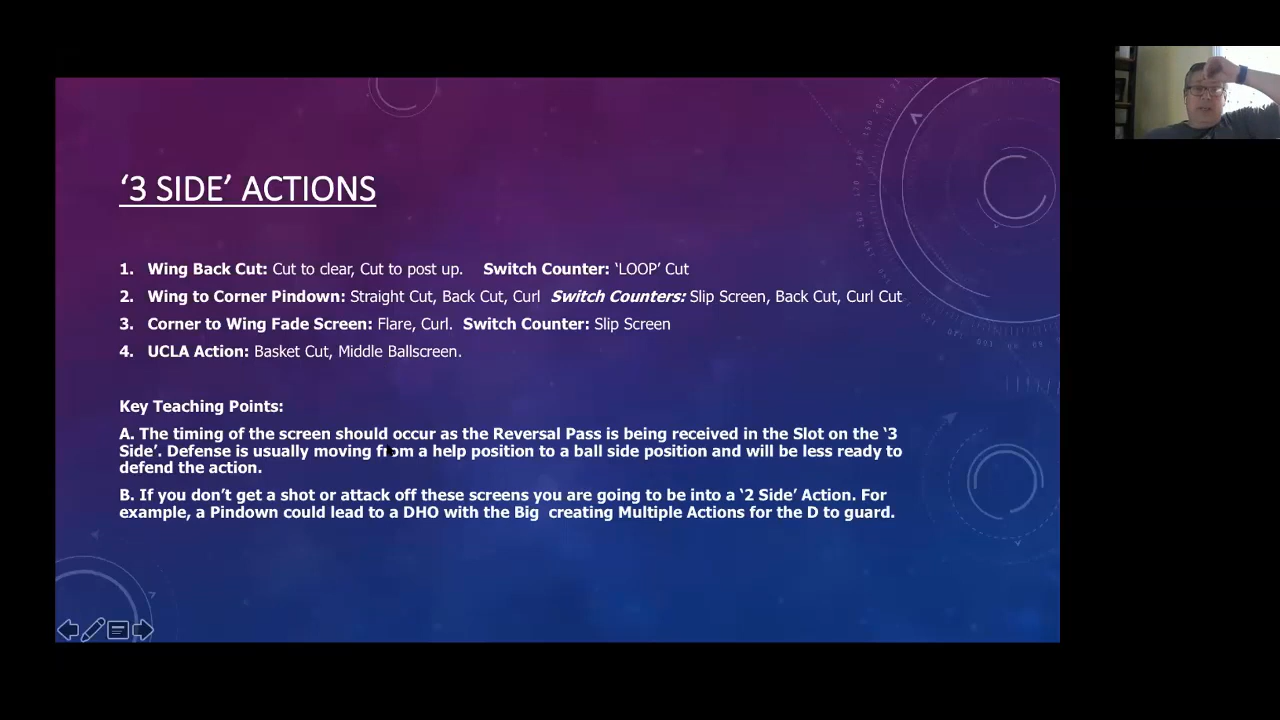 ‘3 SIDE’ ACTIONS
1. Wing Back Cut: Cut to clear, Cut to post up. Switch Counter: ‘LOOP’ Cut
2. Wing to Corner Pindown: Straight Cut, Back Cut, Curl Switch Counters: Slip Screen, Back Cut, Curl Cut
3. Corner to Wing Fade Screen: Flare, Curl. Switch Counter: Slip Screen
4. UCLA Action: Basket Cut, Middle Ballscreen.
Key Teaching Points:
A. The timing of the screen should occur as the Reversal Pass is being received in the Slot on the ‘3
Side’. Defense is usually moving from a help position to a ball side position and will be less ready to
defend the action.
B. If you don’t get a shot or attack off these screens you are going to be into a ‘2 Side’ Action. For
example, a Pindown could lead to a DHO with the Big creating Multiple Actions for the D to guard.